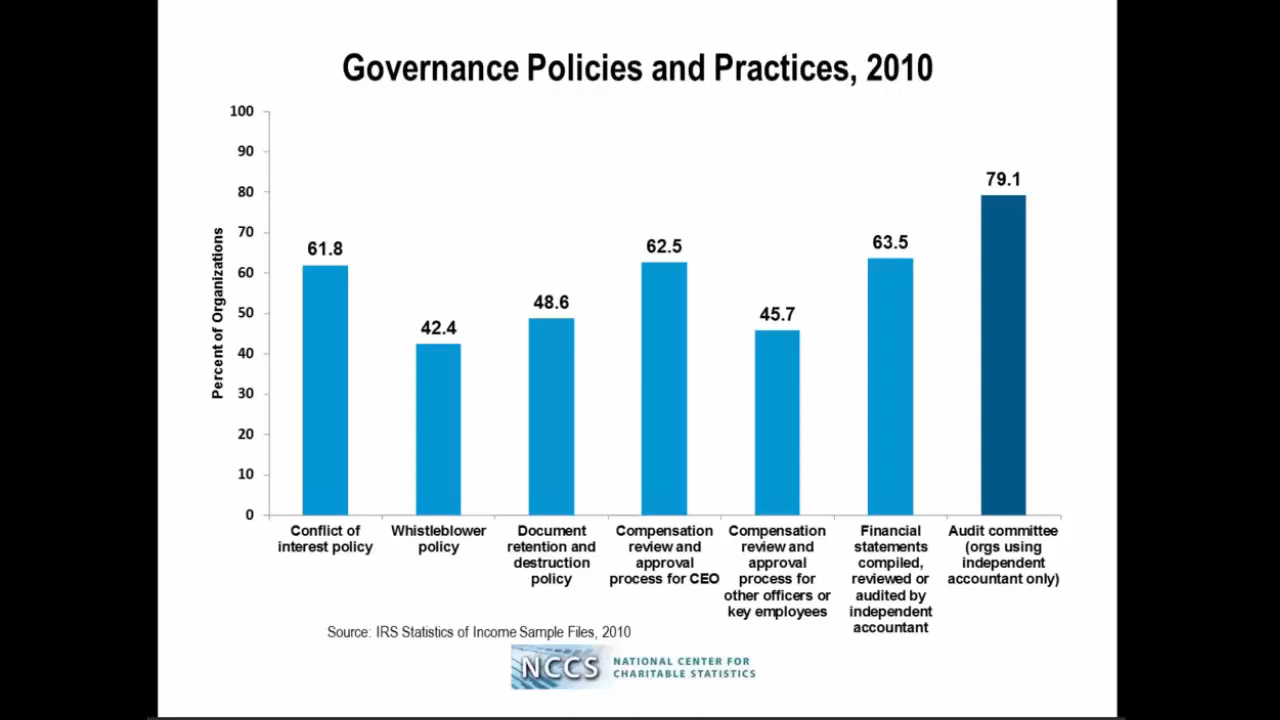 Governance Policies and Practices, 2010
Percent of Organizations
100
90
80
70
60
50
40
30
20
10
0
61.8
42.4
48.6
62.5
45.7
63.5
79.1
Conflict of
interest policy
Whistleblower
policy
Document
retention and
destruction
policy
Compensation
review and
approval
process for CEO
Compensation
review and
approval
process for
other officers or
key employees
Financial
statements
compiled,
reviewed or
audited by
independent
accountant
Audit committee
(orgs using
independent
accountant only)
Source: IRS Statistics of Income Sample Files, 2010
NCCS
NATIONAL CENTER FOR
CHARITABLE STATISTICS